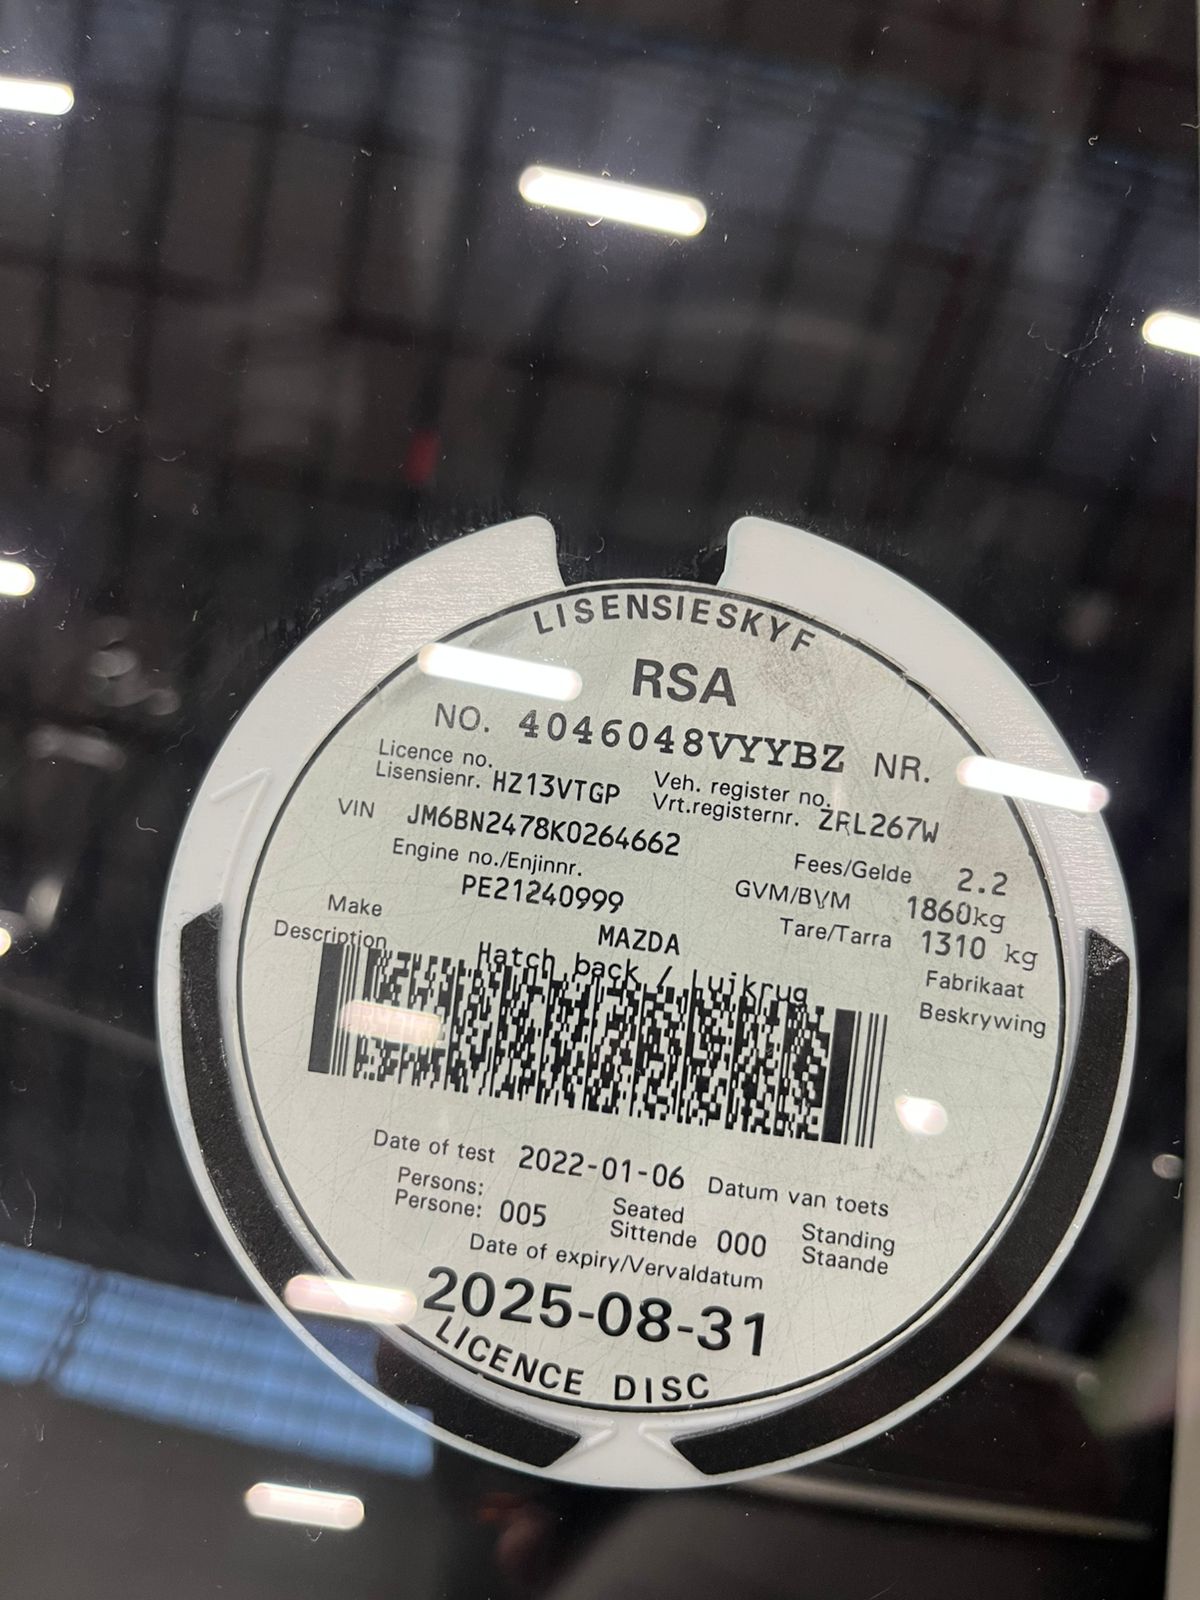 LISENSIESKYF
RSA
NO. 4046048VYYBZ NR.
Licence no.
Lisensienr. HZ13VTGP
Veh. register no.
Vrt.registernr. ZRL267W
VIN JM6BN2478K0264662
Engine no./Enjinnr.
PE21240999
Fees/Gelde 2.2
GVM/BVM 1860kg
Tare/Tarra 1310 kg
Make MAZDA Fabrikaat
Description Hatch back / Luikrug Beskrywing
Date of test 2022-01-06 Datum van toets
Persons:
Persone: 005
Seated
Sittende 000
Standing
Staande
Date of expiry/Vervaldatum
2025-08-31
LICENCE DISC